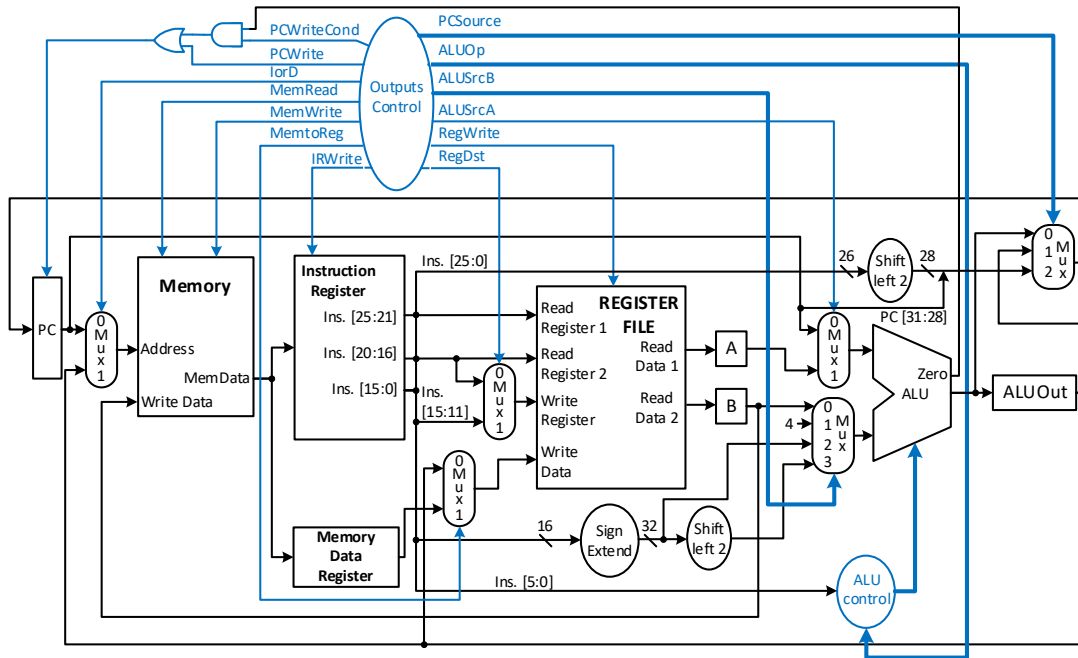 PCWriteCond
PCWrite
IorD
MemRead
MemWrite
MemtoReg
IRWrite
Outputs
Control
PCSource
ALUOp
ALUSrcB
ALUSrcA
RegWrite
RegDst
PC
0
M
u
x
1
Memory
Address
MemData
Write Data
Instruction
Register
Ins. [25:21]
Ins. [20:16]
Ins. [15:0]
Memory
Data
Register
Ins. [25:0]
Ins.
[15:11]
0
M
u
x
1
0
M
u
x
1
REGISTER
FILE
Read
Register 1
Read
Register 2
Write
Register
Write
Data
Read
Data 1
Read
Data 2
A
B
16
Sign
Extend
32
Shift
left 2
Ins. [5:0]
26
Shift
left 2
28
PC [31:28]
0
M
u
x
1
4
0
1
2
3
M
u
x
Zero
ALU
ALU
control
ALUOut
0
1
2
M
u
x